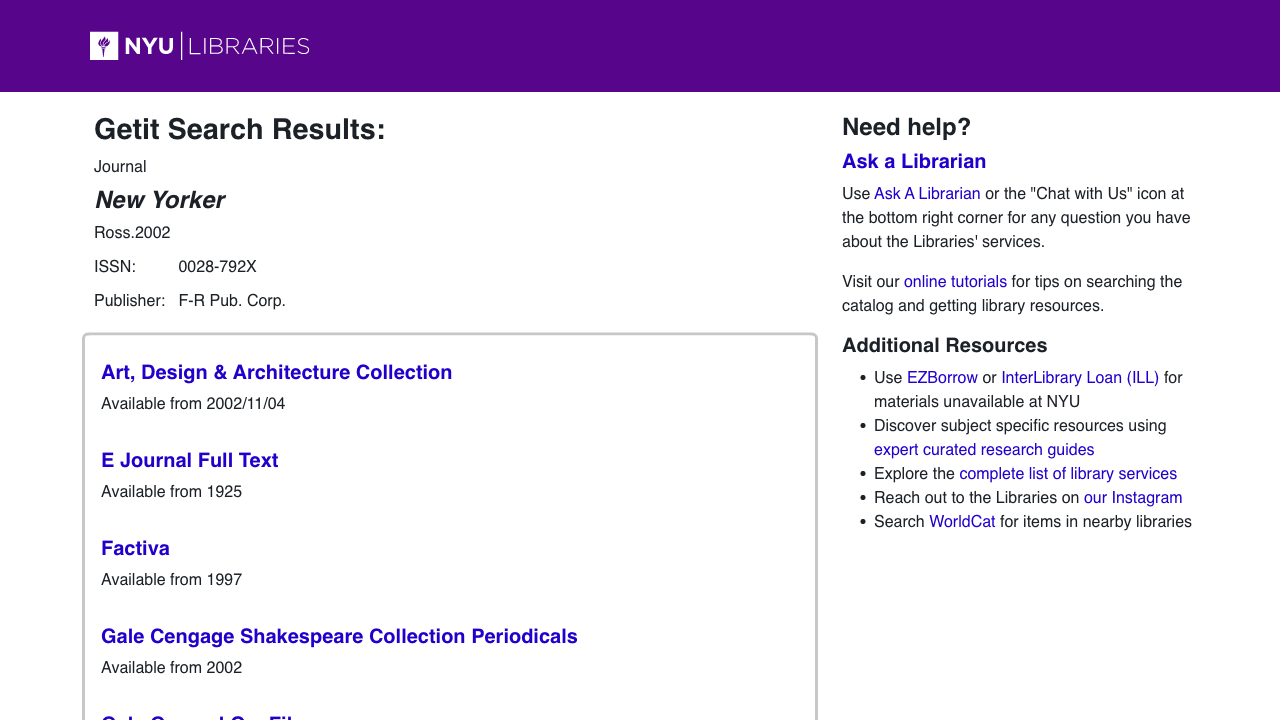 NYU LIBRARIES
Getit Search Results:
Journal
New Yorker
Ross.2002
ISSN: 0028-792X
Publisher: F-R Pub. Corp.
Art, Design & Architecture Collection
Available from 2002/11/04
E Journal Full Text
Available from 1925
Factiva
Available from 1997
Gale Cengage Shakespeare Collection Periodicals
Available from 2002
Need help?
Ask a Librarian
Use Ask A Librarian or the "Chat with Us" icon at
the bottom right corner for any question you have
about the Libraries' services.
Visit our online tutorials for tips on searching the
catalog and getting library resources.
Additional Resources
• Use EZBorrow or InterLibrary Loan (ILL) for
materials unavailable at NYU
• Discover subject specific resources using
expert curated research guides
• Explore the complete list of library services
• Reach out to the Libraries on our Instagram
• Search WorldCat for items in nearby libraries